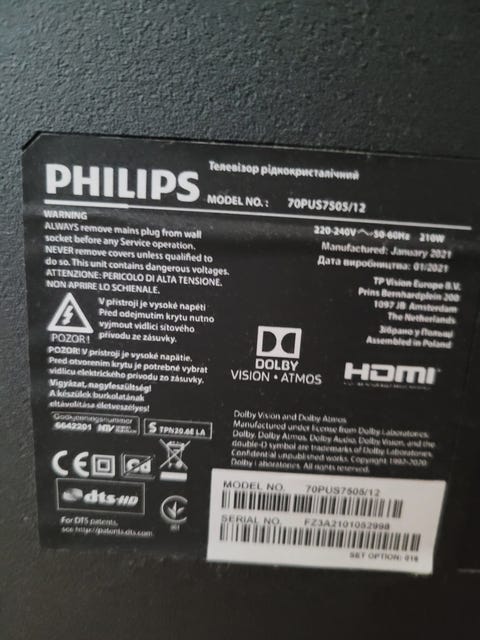 Телевізор рідкокристалічний
PHILIPS
MODEL NO. : 70PUS7505/12
WARNING
ALWAYS remove mains plug from wall
socket before any Service operation.
NEVER remove covers unless qualified to
do so. This unit contains dangerous voltages.
ATTENZIONE: PERICOLO DI ALTA TENSIONE.
NON APRIRE LO SCHIENALE.
220-240V ~ 50-60Hz 210W
Manufactured: January 2021
Дата виробництва: 01/2021
TP Vision Europe B.V.
Prins Bernhardplein 200
1097 JB Amsterdam
The Netherlands
Зібрано у Польщі
Assembled in Poland
V přístroji je vysoké napětí
Před odejmutím krytu nutno
vyjmout vidlici síťového
přívodu ze zásuvky.
POZOR!
POZOR! V prístroji je vysoké napätie.
Pred otvorením krytu je potrebné vybrať
vidlicu elektrického prívodu zo zásuvky.
Vigyázat, nagyfeszültség!
A készülék burkolatának
eltávolítása életveszélyes!
DOLBY
VISION · ATMOS
HDMI
Godkjenningsnummer
6642201
S TPN20.6E LA
CE
dts-HD
For DTS patents,
see http://patents.dts.com
Dolby Vision and Dolby Atmos
Manufactured under license from Dolby Laboratories.
Dolby, Dolby Atmos, Dolby Audio, Dolby Vision, and the
double-D symbol are trademarks of Dolby Laboratories.
Confidential unpublished works. Copyright 1992-2020
Dolby Laboratories. All rights reserved.
MODEL NO. 70PUS7505/12
SERIAL NO. FZ3A2101052998
SET OPTION: 016